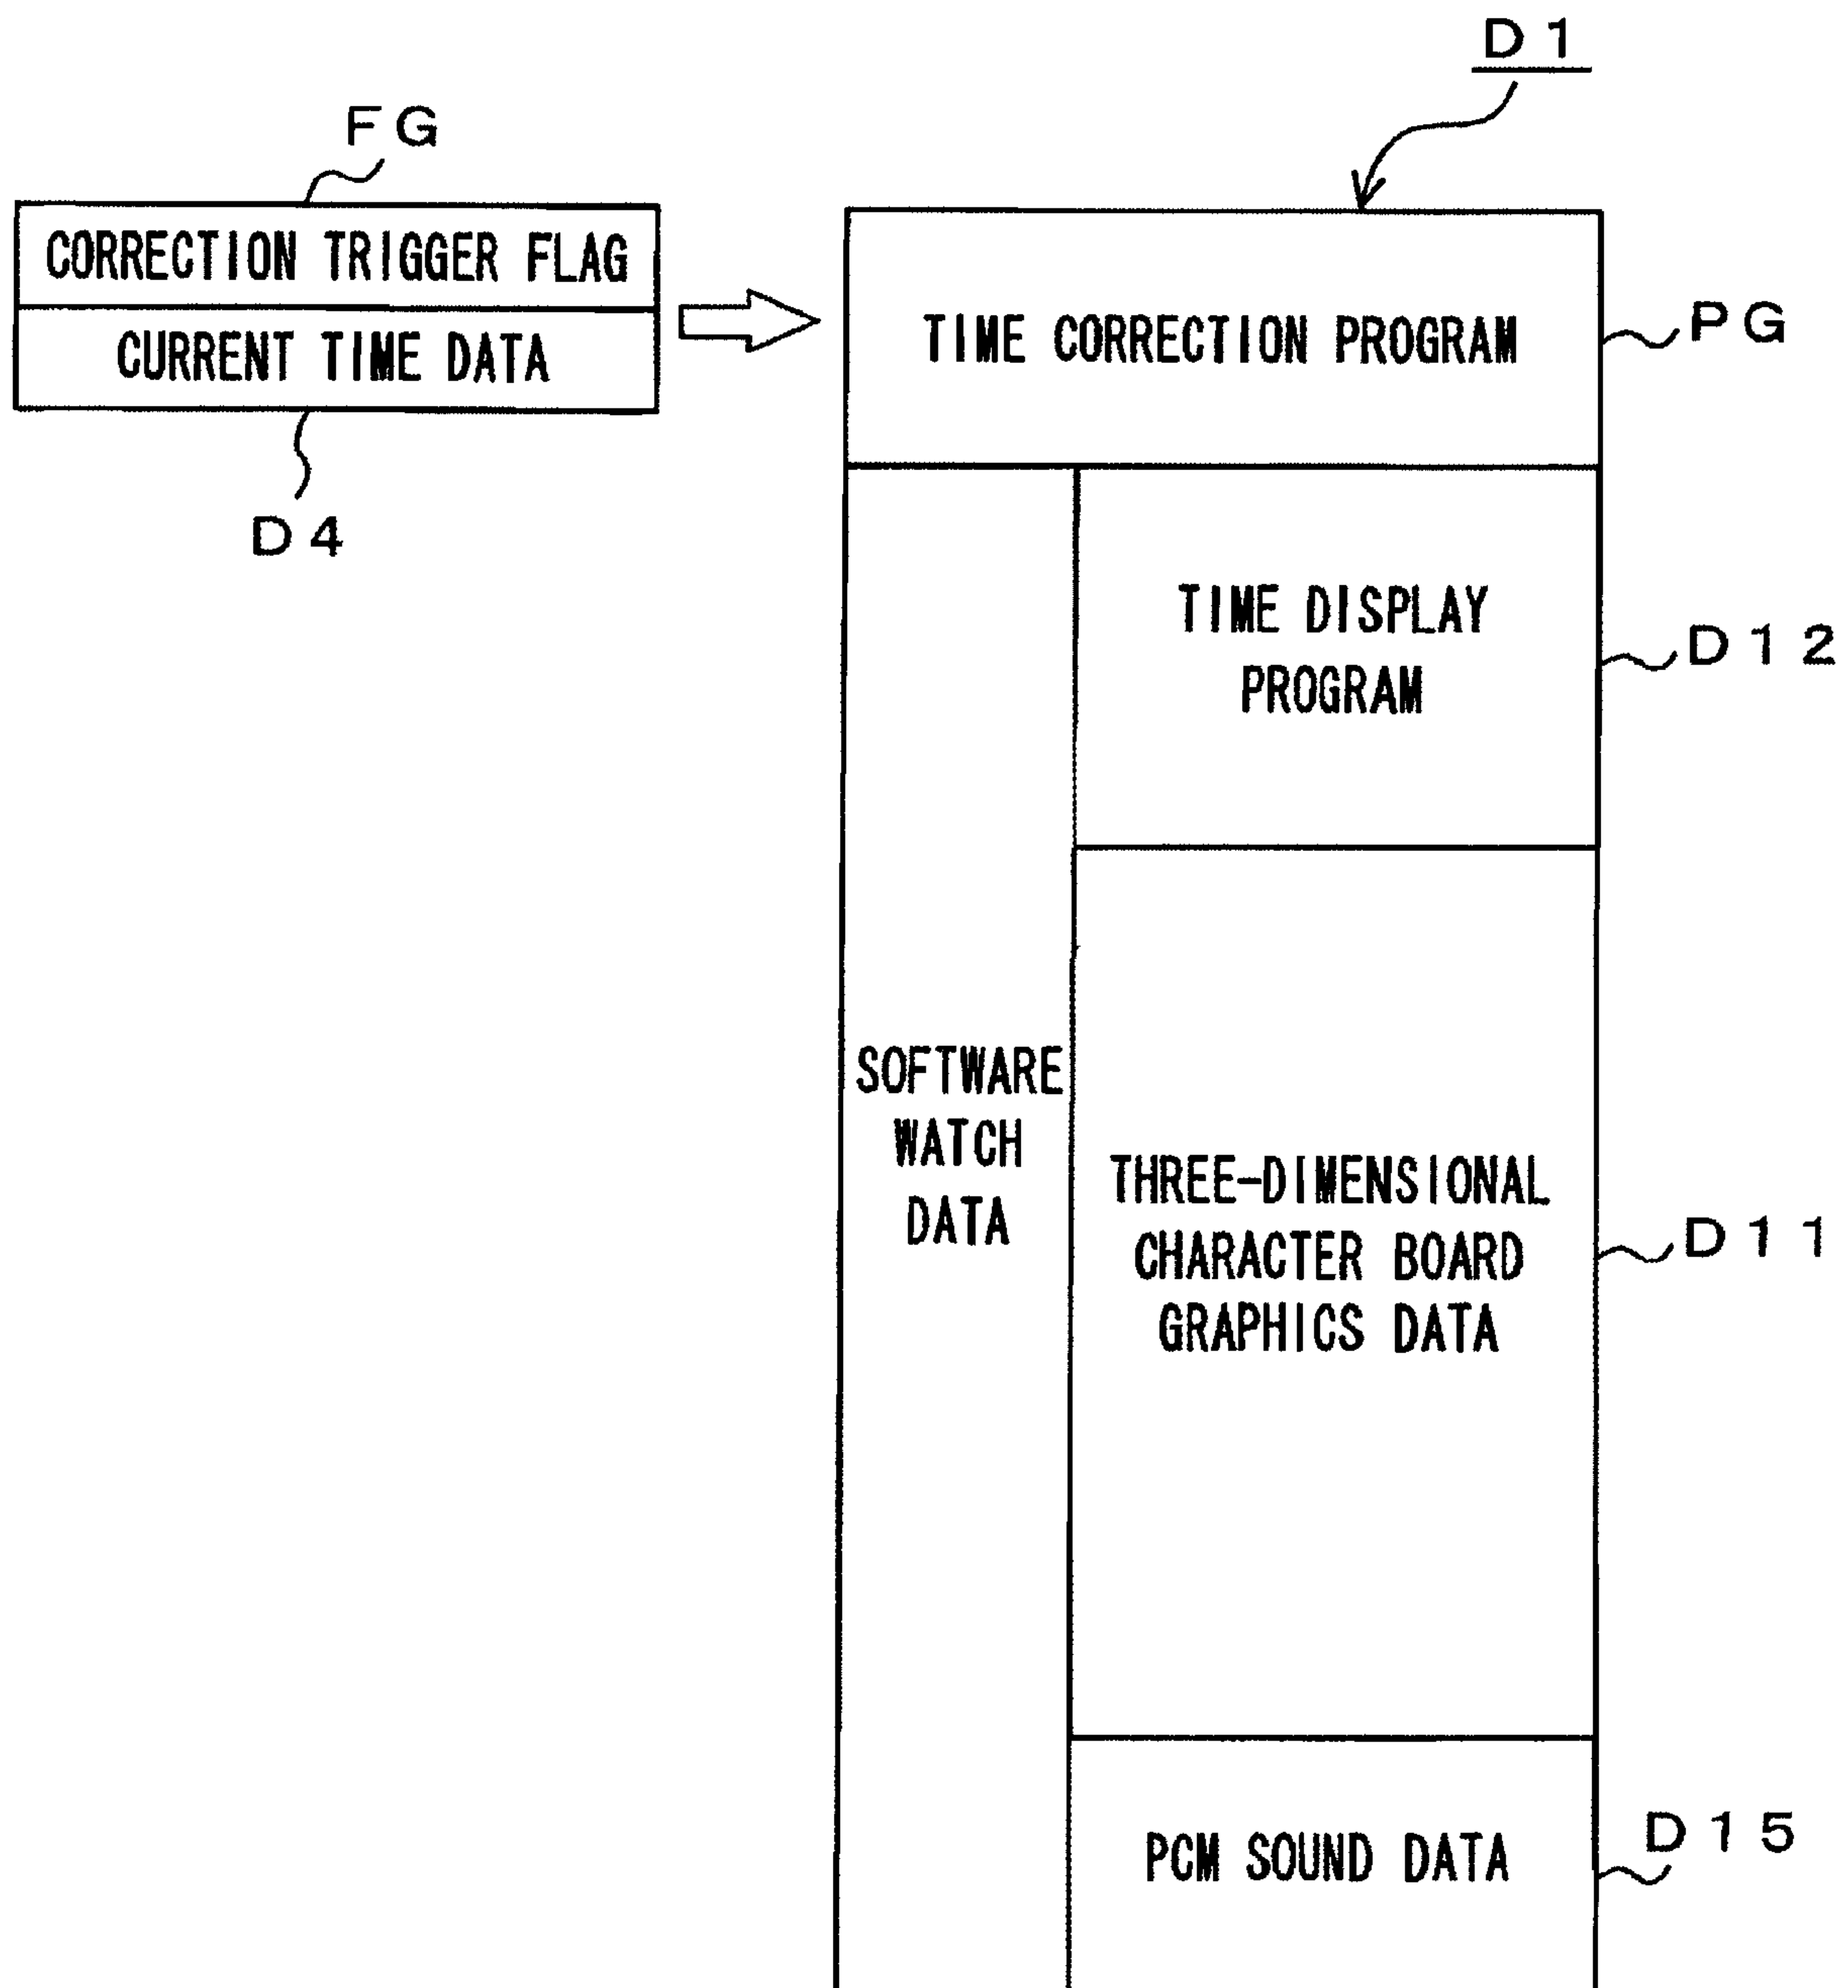 D1
FG
CORRECTION TRIGGER FLAG
CURRENT TIME DATA
D4
TIME CORRECTION PROGRAM
PG
TIME DISPLAY
PROGRAM
D12
SOFTWARE
WATCH
DATA
THREE-DIMENSIONAL
CHARACTER BOARD
GRAPHICS DATA
D11
PCM SOUND DATA
D15